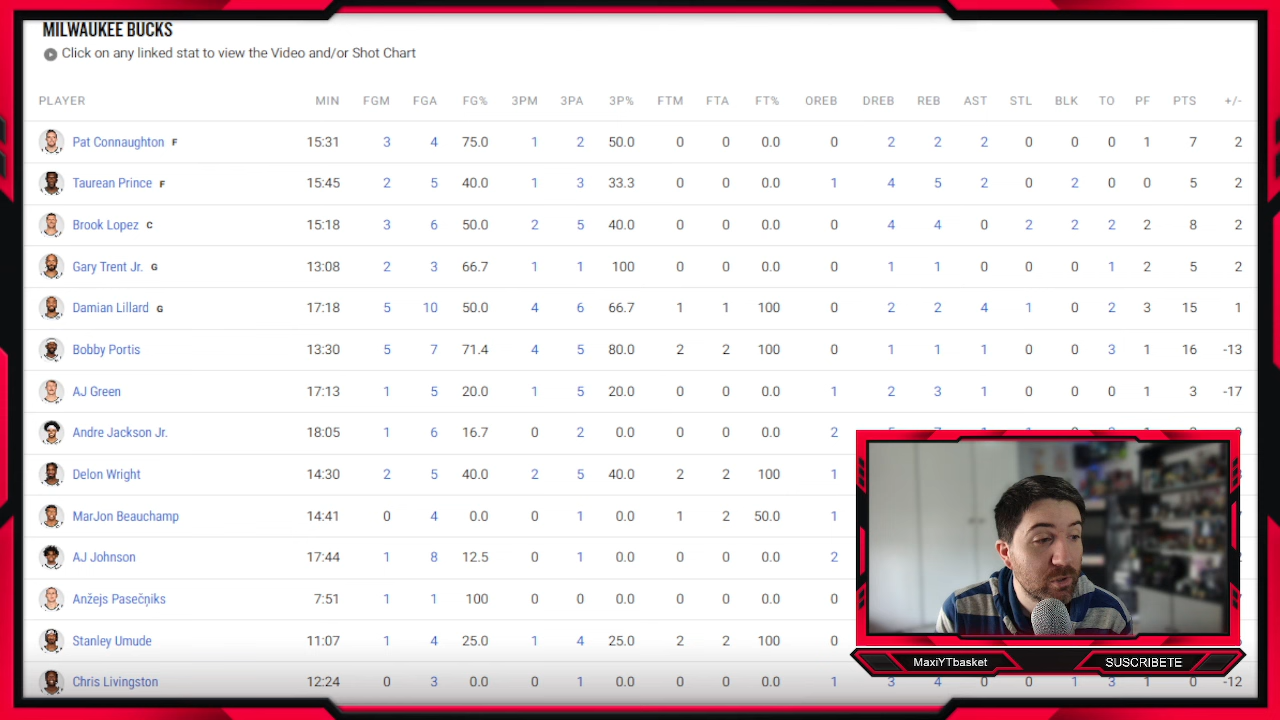 MILWAUKEE BUCKS
Click on any linked stat to view the Video and/or Shot Chart
PLAYER MIN FGM FGA FG% 3PM 3PA 3P% FTM FTA FT% OREB DREB REB AST STL BLK TO PF PTS +/-
Pat Connaughton F 15:31 3 4 75.0 1 2 50.0 0 0 0.0 0 2 2 2 0 0 0 1 7 2
Taurean Prince F 15:45 2 5 40.0 1 3 33.3 0 0 0.0 1 4 5 2 0 2 0 0 5 2
Brook Lopez C 15:18 3 6 50.0 2 5 40.0 0 0 0.0 0 4 4 0 2 2 2 2 8 2
Gary Trent Jr. G 13:08 2 3 66.7 1 1 100 0 0 0.0 0 1 1 0 0 0 1 2 5 2
Damian Lillard G 17:18 5 10 50.0 4 6 66.7 1 1 100 0 2 2 4 1 0 2 3 15 1
Bobby Portis 13:30 5 7 71.4 4 5 80.0 2 2 100 0 1 1 1 0 0 3 1 16 -13
AJ Green 17:13 1 5 20.0 1 5 20.0 0 0 0.0 1 2 3 1 0 0 0 1 3 -17
Andre Jackson Jr. 18:05 1 6 16.7 0 2 0.0 0 0 0.0 2
Delon Wright 14:30 2 5 40.0 2 5 40.0 2 2 100 1
MarJon Beauchamp 14:41 0 4 0.0 0 1 0.0 1 2 50.0 1
AJ Johnson 17:44 1 8 12.5 0 1 0.0 0 0 0.0 2
Anžejs Pasečņiks 7:51 1 1 100 0 0 0.0 0 0 0.0 0
Stanley Umude 11:07 1 4 25.0 1 4 25.0 2 2 100 0
Chris Livingston 12:24 0 3 0.0 0 1 0.0 0 0 0.0 1 3 4 0 0 1 3 1 0 -12
MaxiYTbasket
SUSCRIBETE